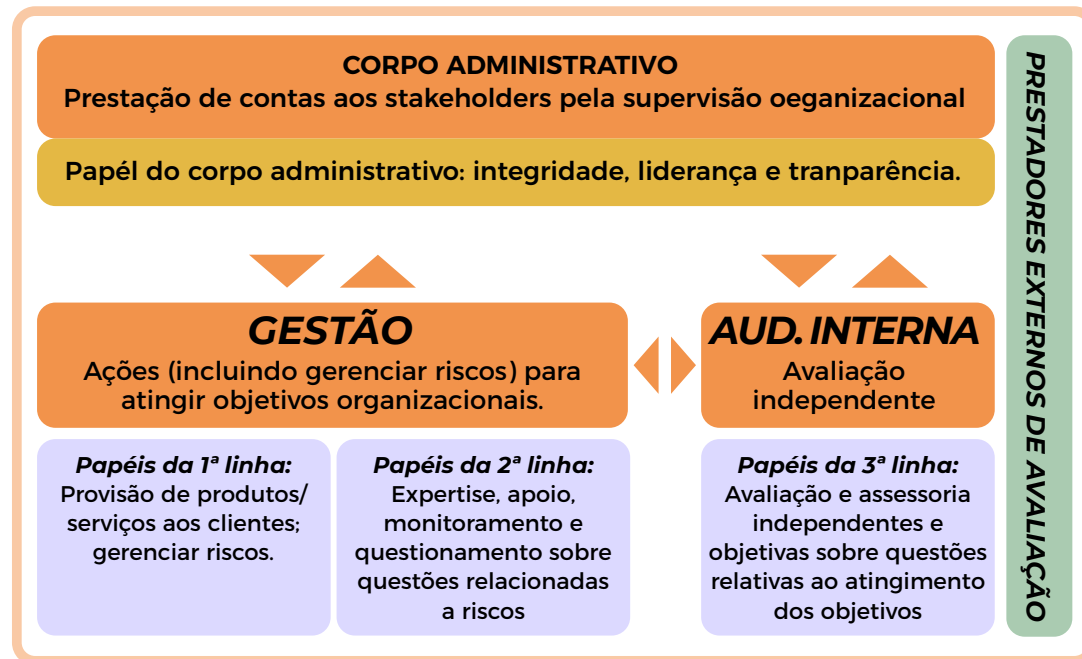 CORPO ADMINISTRATIVO
Prestação de contas aos stakeholders pela supervisão oeganizacional
Papél do corpo administrativo: integridade, liderança e tranparência.
GESTÃO
Ações (incluindo gerenciar riscos) para
atingir objetivos organizacionais.
AUD. INTERNA
Avaliação
independente
Papéis da 1ª linha:
Provisão de produtos/
serviços aos clientes;
gerenciar riscos.
Papéis da 2ª linha:
Expertise, apoio,
monitoramento e
questionamento sobre
questões relacionadas
a riscos
Papéis da 3ª linha:
Avaliação e assessoria
independentes e
objetivas sobre questões
relativas ao atingimento
dos objetivos
PRESTADORES EXTERNOS DE AVALIAÇÃO